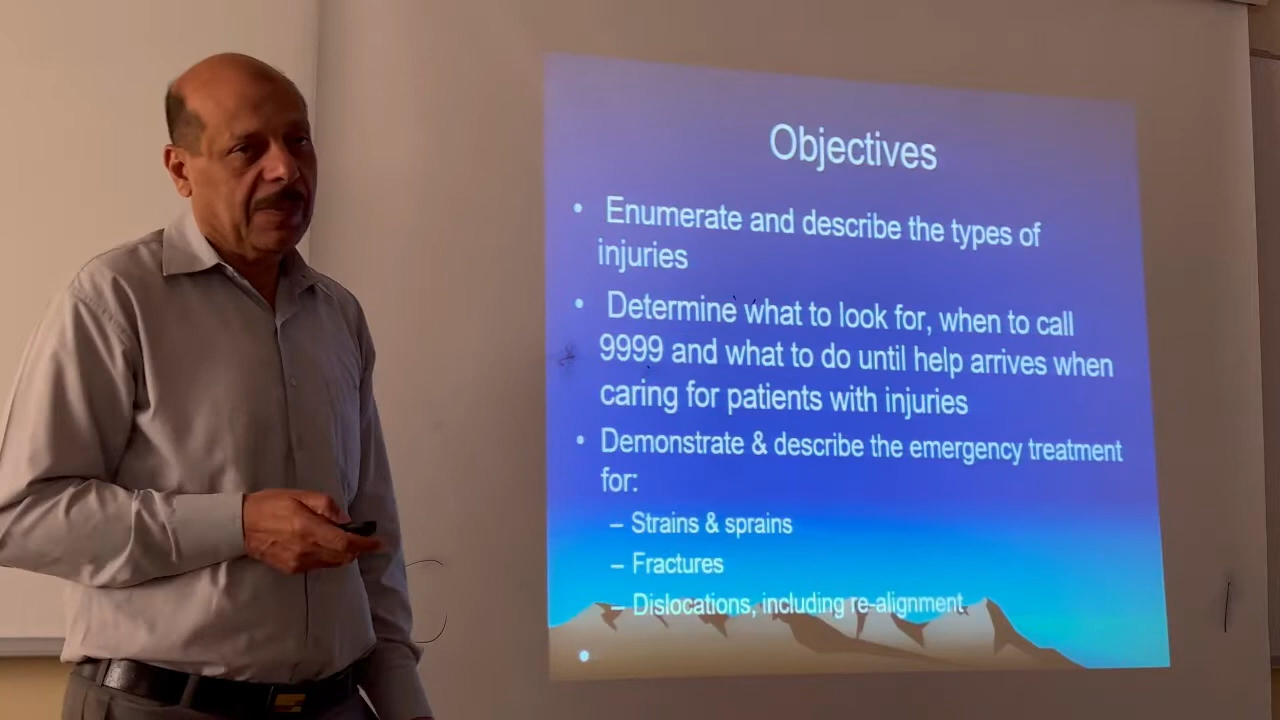 Objectives
• Enumerate and describe the types of
injuries
• Determine what to look for, when to call
9999 and what to do until help arrives when
caring for patients with injuries
• Demonstrate & describe the emergency treatment
for:
– Strains & sprains
– Fractures
– Dislocations, including re-alignment